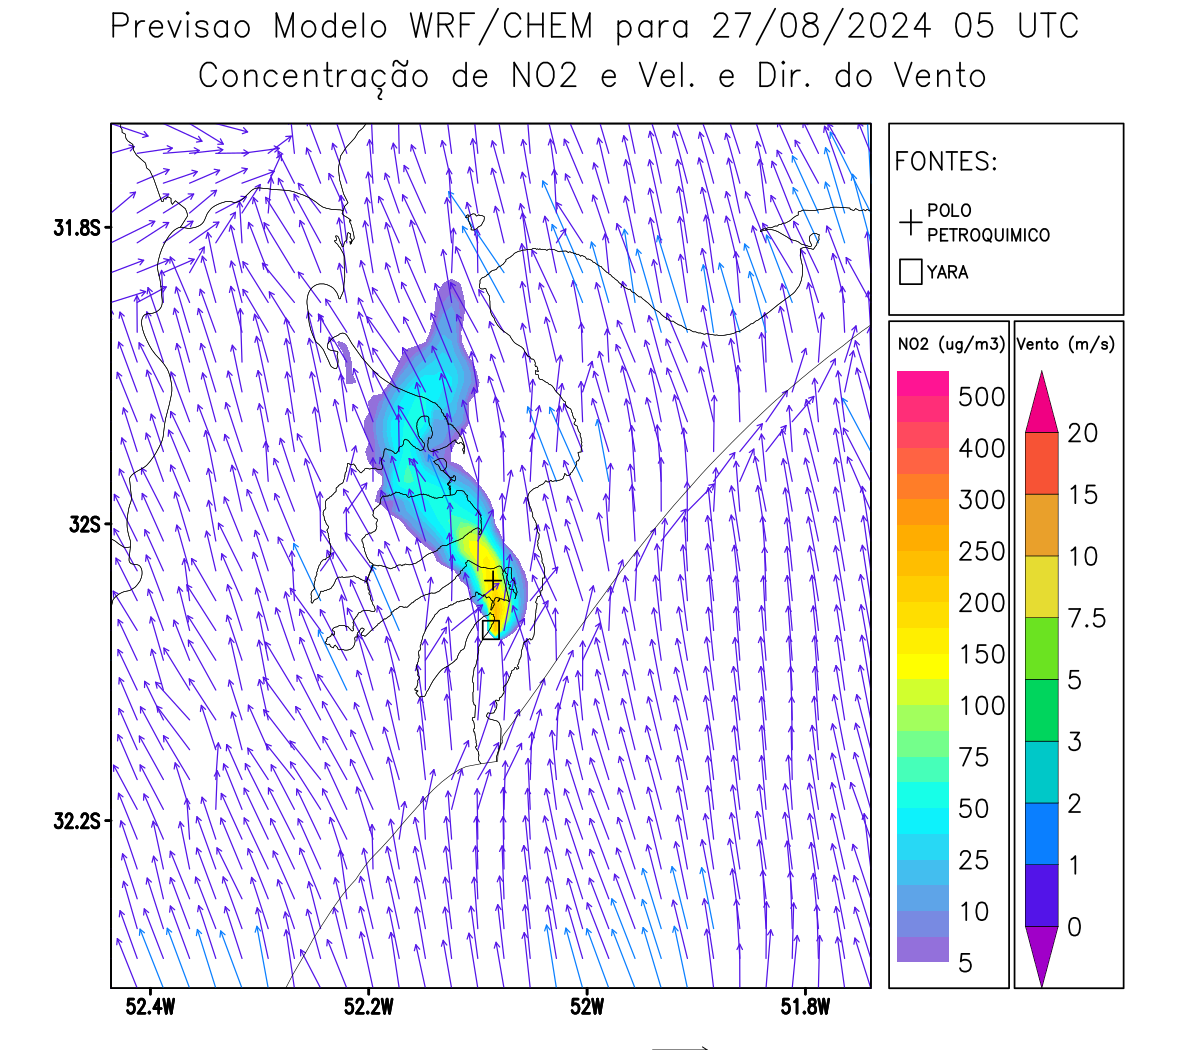 Previsao Modelo WRF/CHEM para 27/08/2024 05 UTC
Concentração de NO2 e Vel. e Dir. do Vento
FONTES:
POLO
PETROQUIMICO
YARA
NO2 (ug/m3)
500
400
300
250
200
150
100
75
50
25
10
5
Vento (m/s)
20
15
10
7.5
5
3
2
1
0
31.8S
32S
32.2S
52.4W 52.2W 52W 51.8W